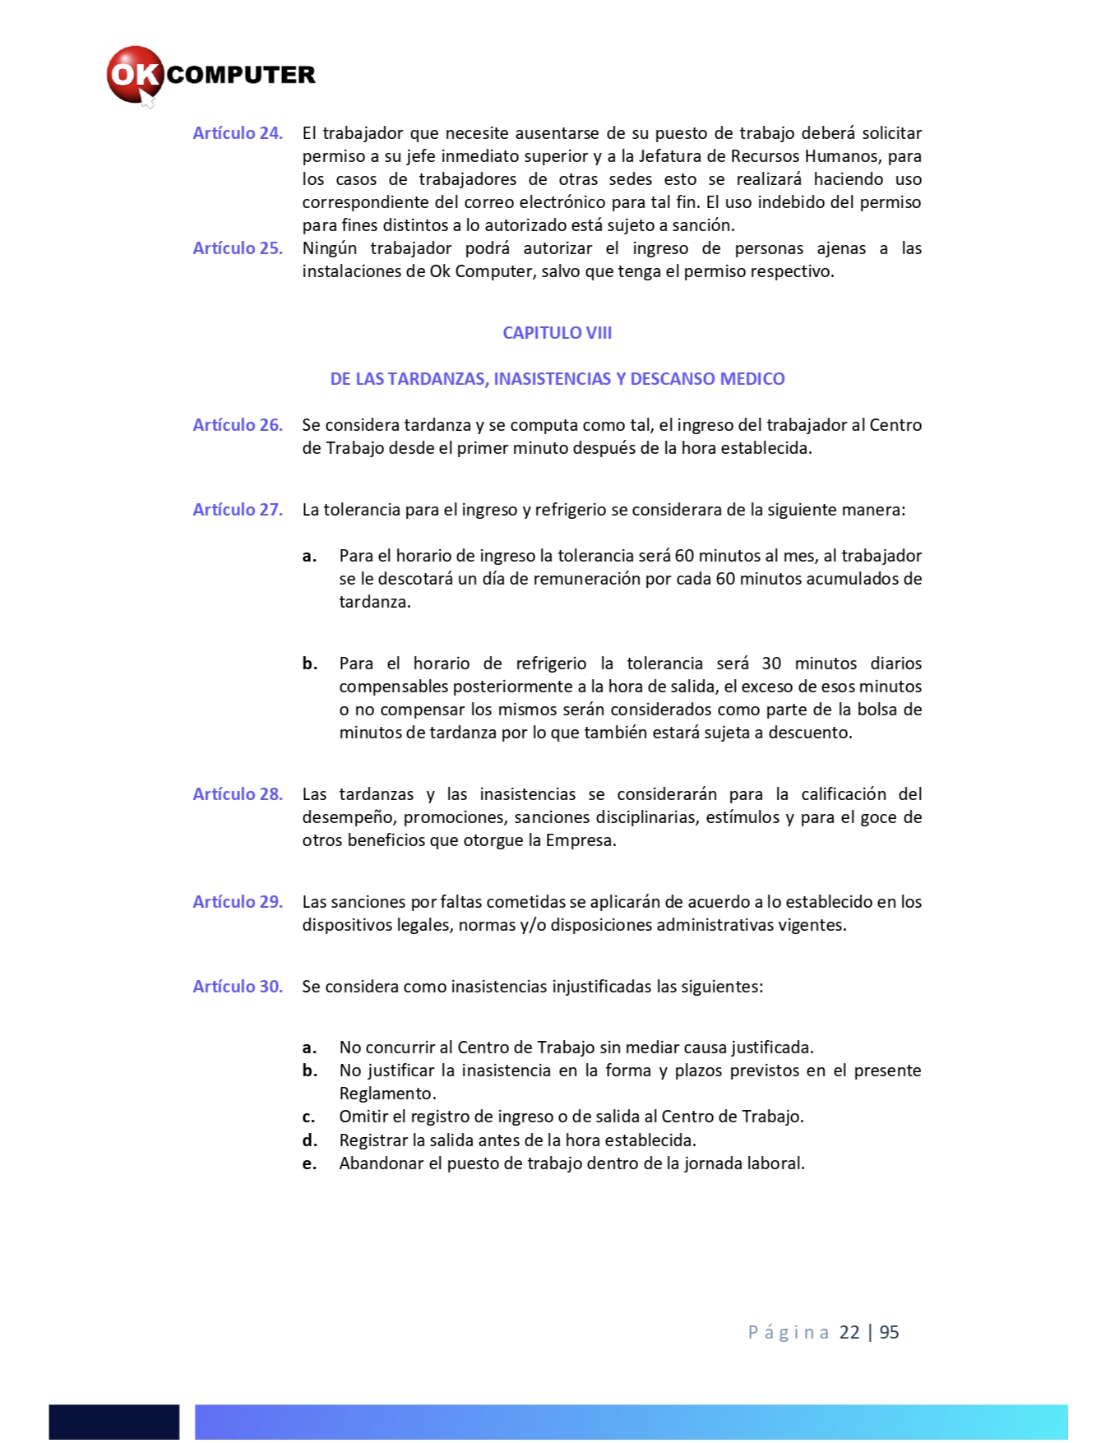 OK COMPUTER
Artículo 24. El trabajador que necesite ausentarse de su puesto de trabajo deberá solicitar
permiso a su jefe inmediato superior y a la Jefatura de Recursos Humanos, para
los casos de trabajadores de otras sedes esto se realizará haciendo uso
correspondiente del correo electrónico para tal fin. El uso indebido del permiso
para fines distintos a lo autorizado está sujeto a sanción.
Artículo 25. Ningún trabajador podrá autorizar el ingreso de personas ajenas a las
instalaciones de Ok Computer, salvo que tenga el permiso respectivo.
CAPITULO VIII
DE LAS TARDANZAS, INASISTENCIAS Y DESCANSO MEDICO
Artículo 26. Se considera tardanza y se computa como tal, el ingreso del trabajador al Centro
de Trabajo desde el primer minuto después de la hora establecida.
Artículo 27. La tolerancia para el ingreso y refrigerio se considerara de la siguiente manera:
a. Para el horario de ingreso la tolerancia será 60 minutos al mes, al trabajador
se le descotará un día de remuneración por cada 60 minutos acumulados de
tardanza.
b. Para el horario de refrigerio la tolerancia será 30 minutos diarios
compensables posteriormente a la hora de salida, el exceso de esos minutos
o no compensar los mismos serán considerados como parte de la bolsa de
minutos de tardanza por lo que también estará sujeta a descuento.
Artículo 28. Las tardanzas y las inasistencias se considerarán para la calificación del
desempeño, promociones, sanciones disciplinarias, estímulos y para el goce de
otros beneficios que otorgue la Empresa.
Artículo 29. Las sanciones por faltas cometidas se aplicarán de acuerdo a lo establecido en los
dispositivos legales, normas y/o disposiciones administrativas vigentes.
Artículo 30. Se considera como inasistencias injustificadas las siguientes:
a. No concurrir al Centro de Trabajo sin mediar causa justificada.
b. No justificar la inasistencia en la forma y plazos previstos en el presente
Reglamento.
c. Omitir el registro de ingreso o de salida al Centro de Trabajo.
d. Registrar la salida antes de la hora establecida.
e. Abandonar el puesto de trabajo dentro de la jornada laboral.
Página 22 | 95